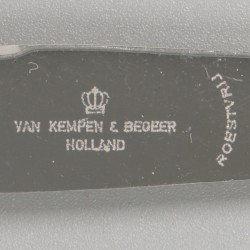 VAN KEMPEN & BEGEER
HOLLAND
ROESTVRIJ